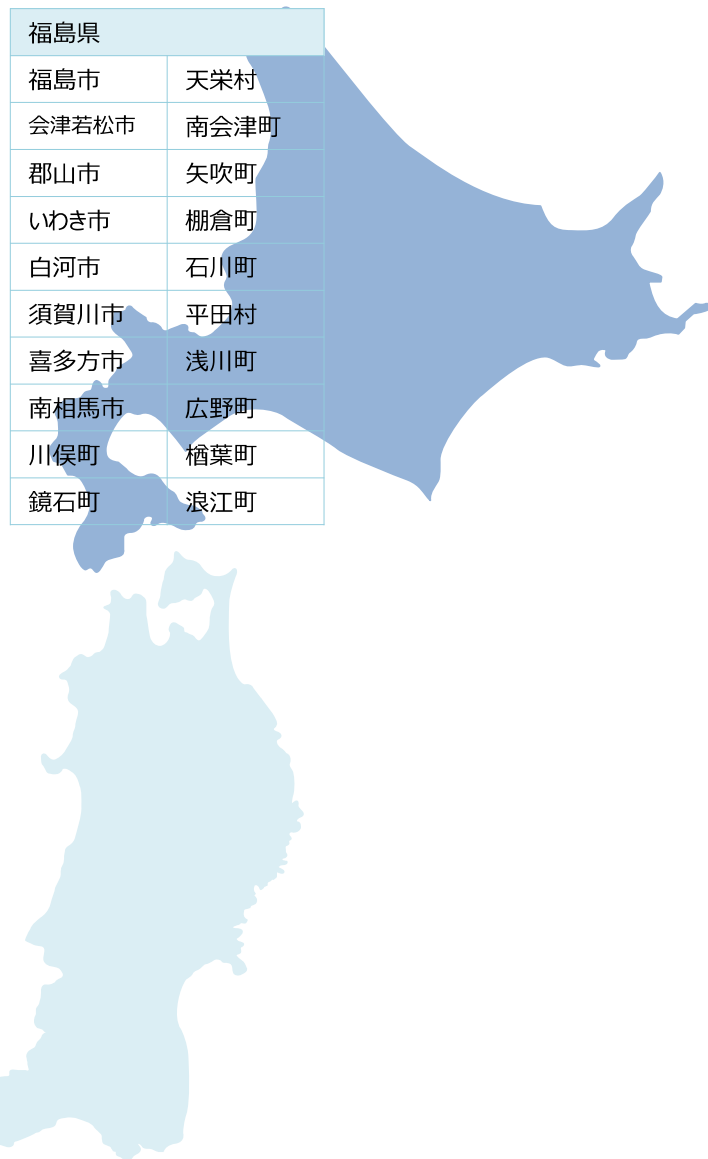 福島県
福島市 天栄村
会津若松市 南会津町
郡山市 矢吹町
いわき市 棚倉町
白河市 石川町
須賀川市 平田村
喜多方市 浅川町
南相馬市 広野町
川俣町 楢葉町
鏡石町 浪江町